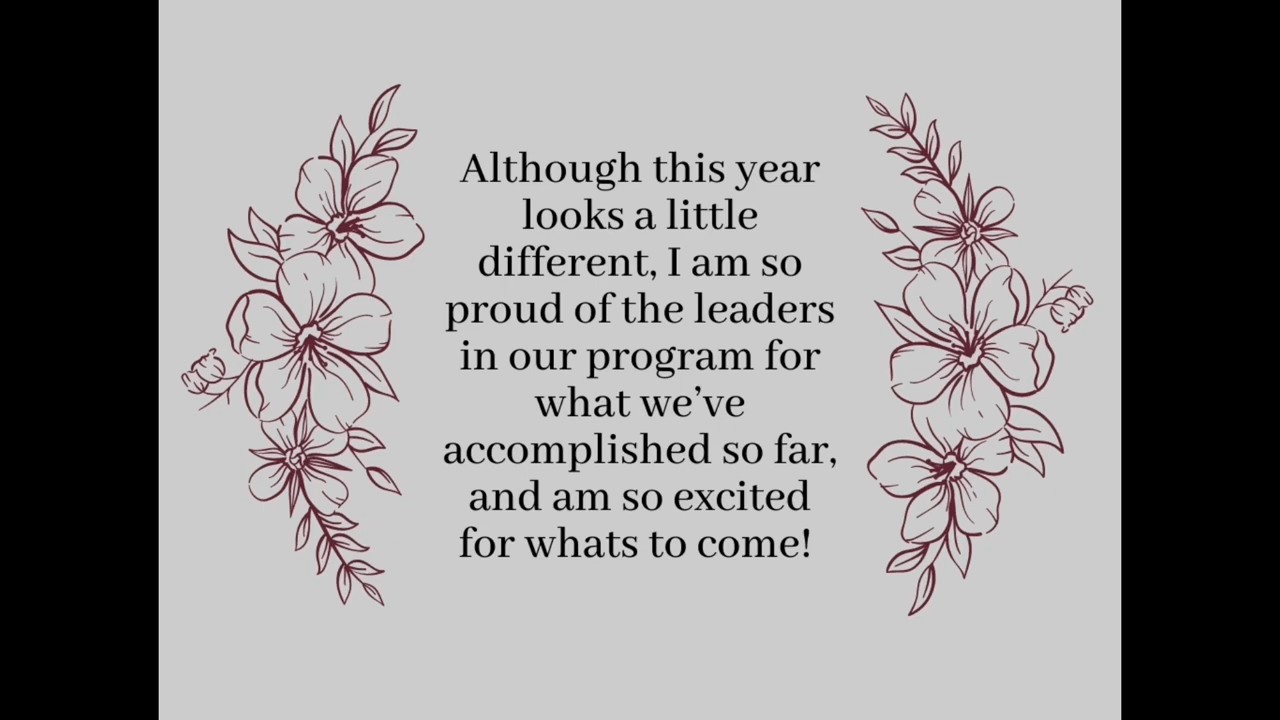 Although this year
looks a little
different, I am so
proud of the leaders
in our program for
what we’ve
accomplished so far,
and am so excited
for whats to come!